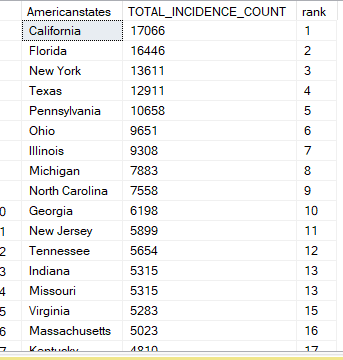 Americanstates TOTAL_INCIDENCE_COUNT rank
California 17066 1
Florida 16446 2
New York 13611 3
Texas 12911 4
Pennsylvania 10658 5
Ohio 9651 6
Illinois 9308 7
Michigan 7883 8
North Carolina 7558 9
0 Georgia 6198 10
1 New Jersey 5899 11
2 Tennessee 5654 12
3 Indiana 5315 13
4 Missouri 5315 13
5 Virginia 5283 15
6 Massachusetts 5023 16
7 Kentucky 4810 17